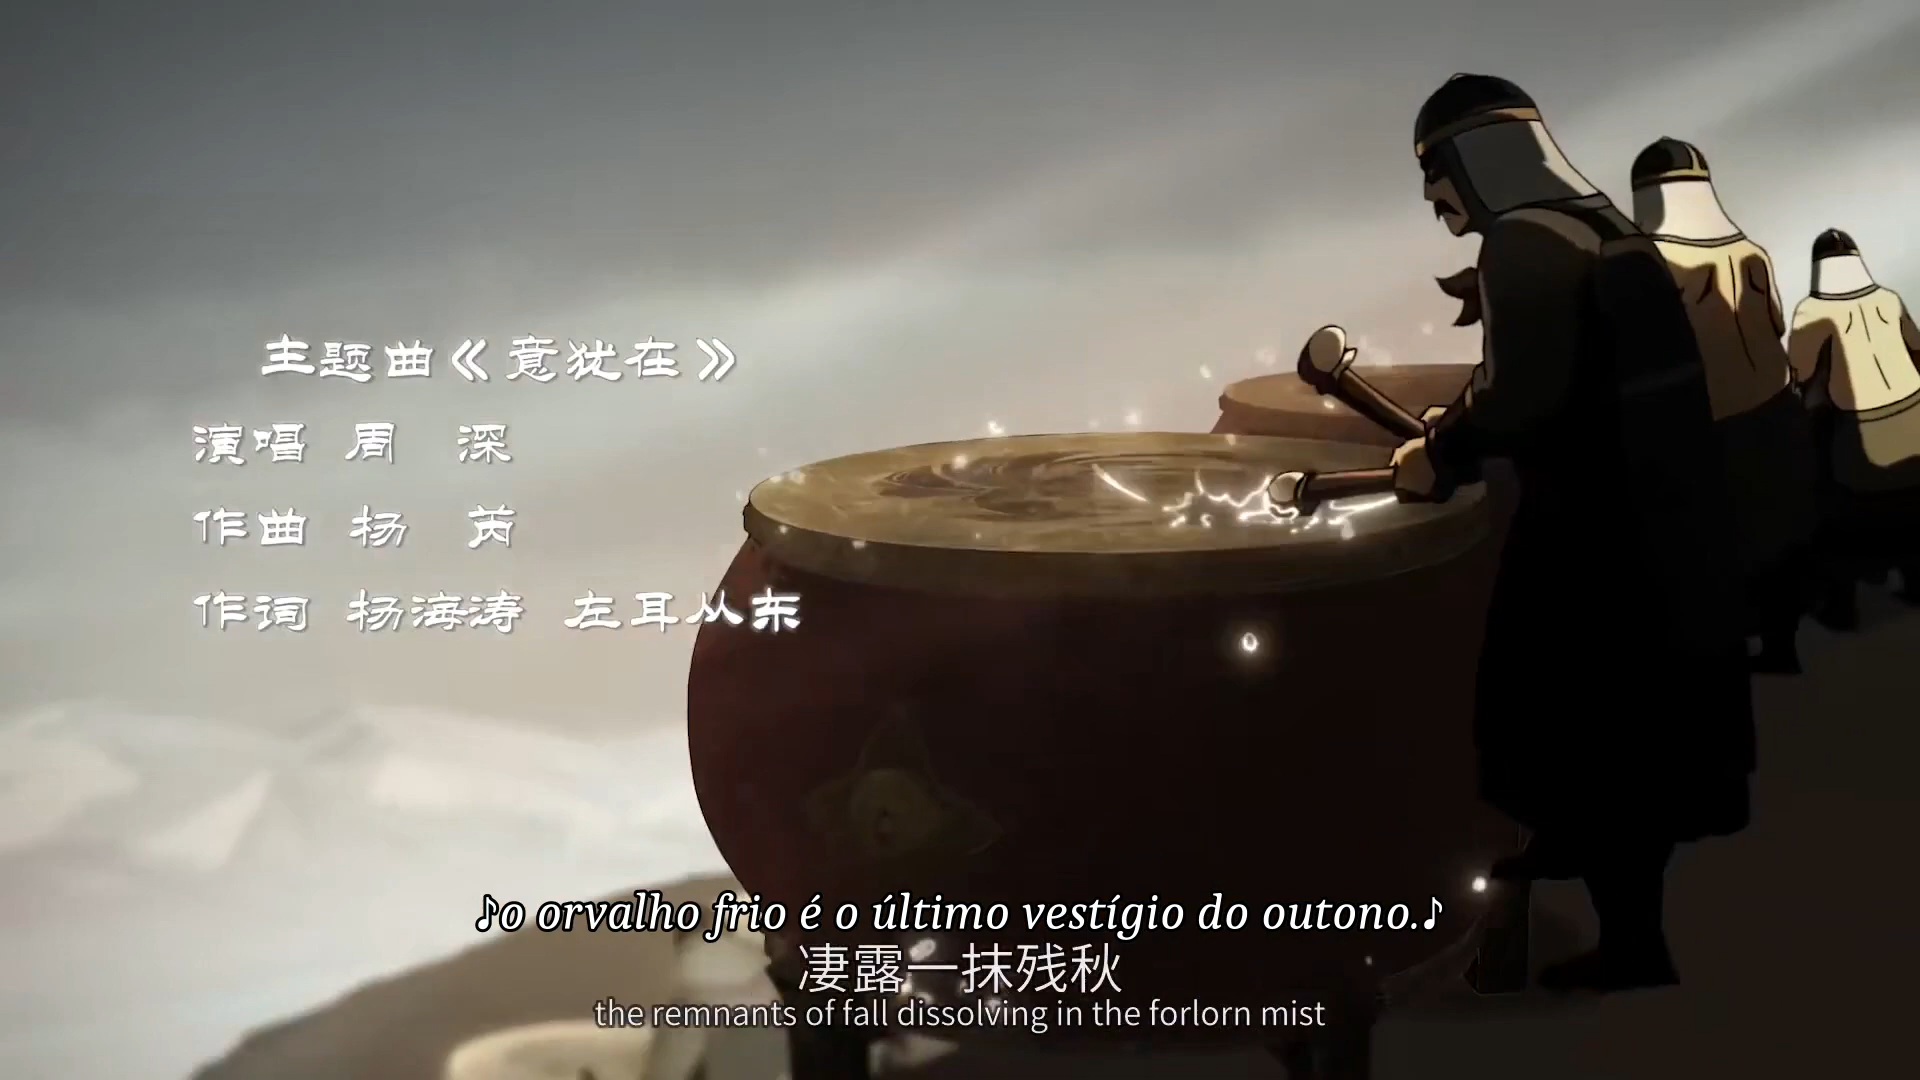 主题曲《意犹在》
演唱 周 深
作曲 杨 芮
作词 杨海涛 左耳从东
♪o orvalho frio é o último vestígio do outono.♪
凄露一抹残秋
the remnants of fall dissolving in the forlorn mist